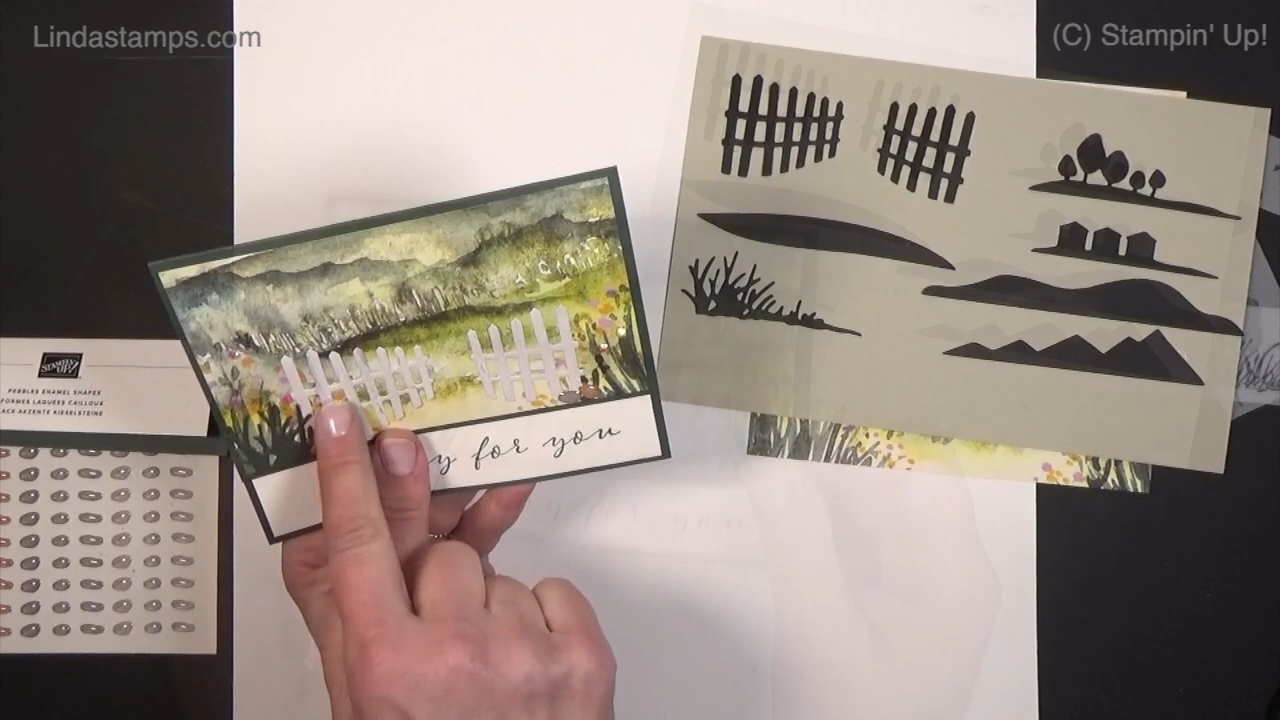 Lindastamps.com
(C) Stampin' Up!
STAMPIN' UP!
PEBBLES ENAMEL SHAPES
FORMES LAQUÉES CAILLOUX
LACK AKZENTE KIESELSTEINE
for you